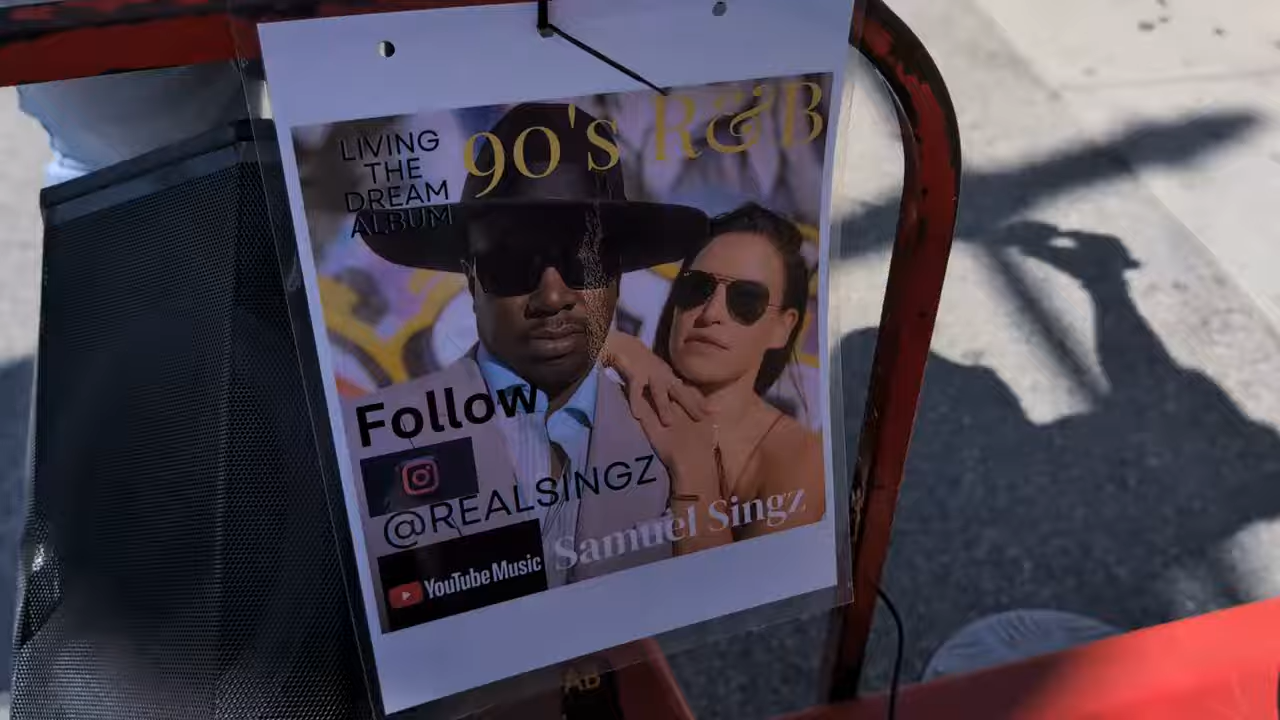 LIVING
THE
DREAM
ALBUM
90's R&B
Follow
@REALSINGZ
Samuel Singz
YouTube Music